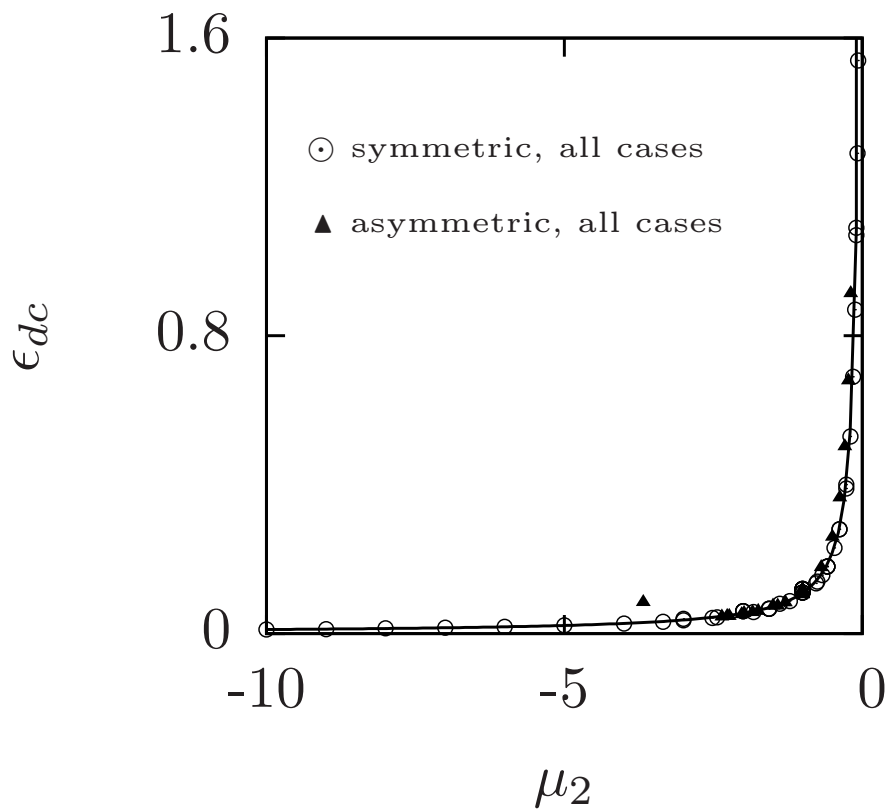 1.6
⊙ symmetric, all cases
▲ asymmetric, all cases
ϵdc
0.8
0
-10 -5 0
μ2